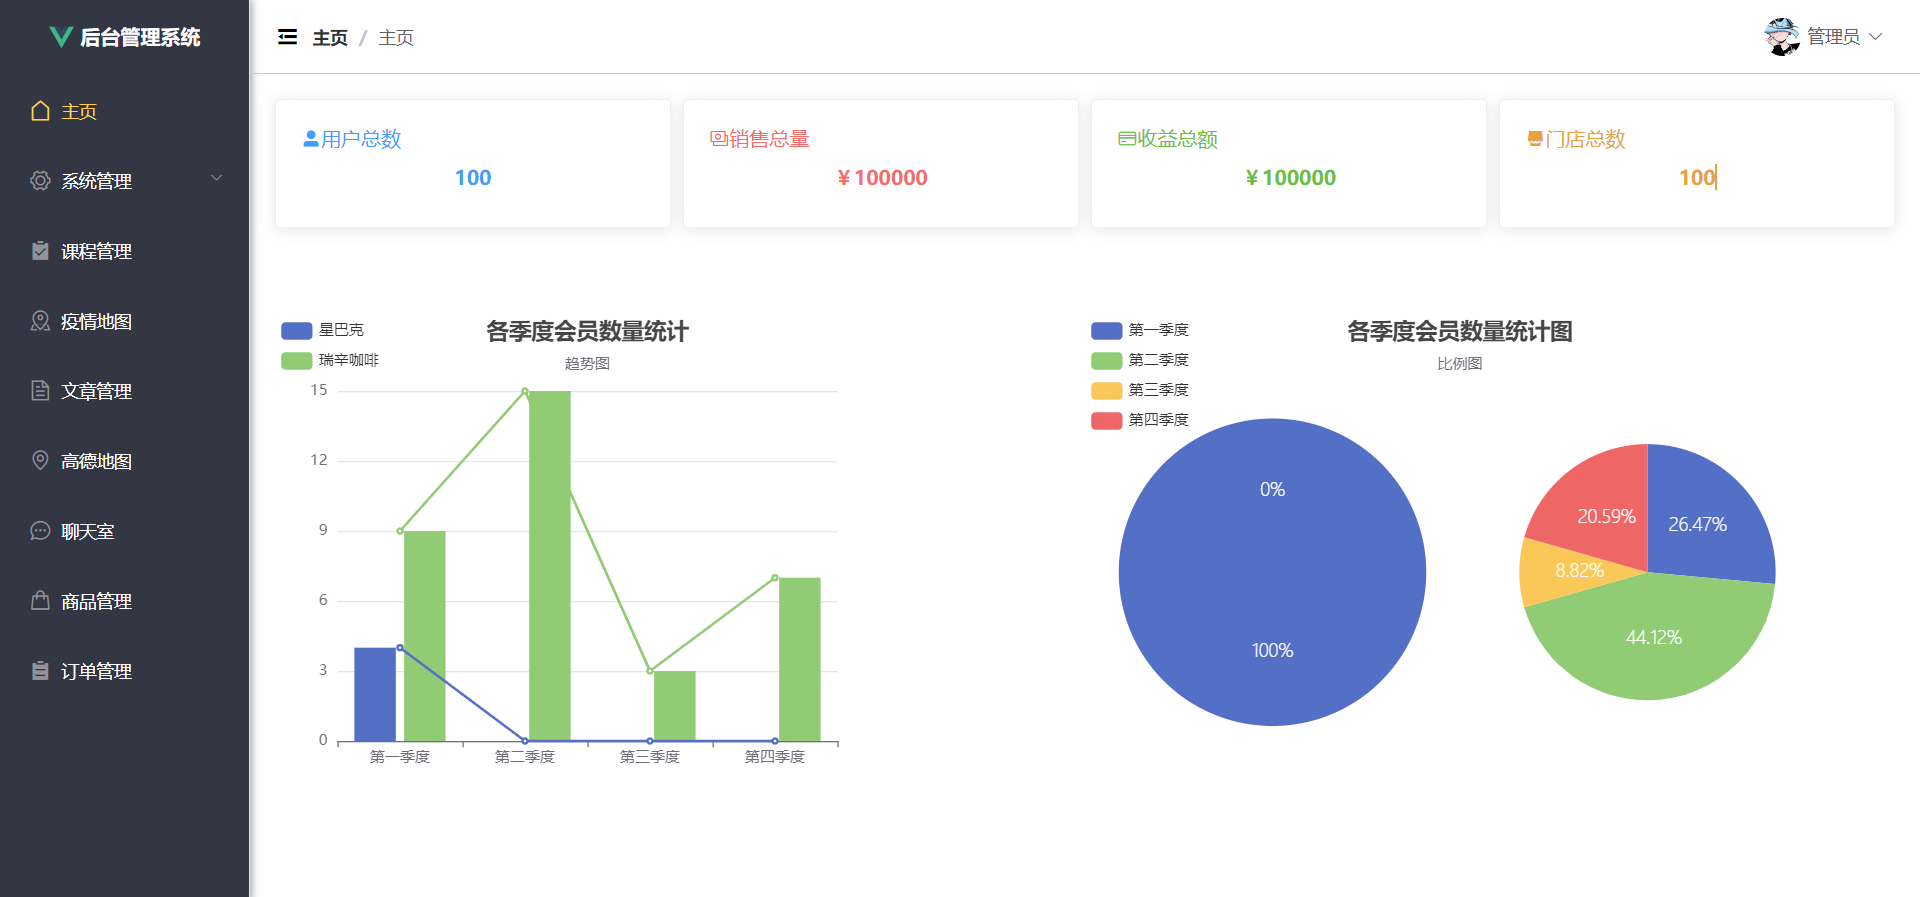 后台管理系统
主页
系统管理
课程管理
疫情地图
文章管理
高德地图
聊天室
商品管理
订单管理
主页 / 主页
管理员
用户总数
100
销售总量
¥ 100000
收益总额
¥ 100000
门店总数
100
星巴克
瑞辛咖啡
各季度会员数量统计
趋势图
15
12
9
6
3
0
第一季度
第二季度
第三季度
第四季度
第一季度
第二季度
第三季度
第四季度
各季度会员数量统计图
比例图
0%
100%
20.59%
26.47%
8.82%
44.12%